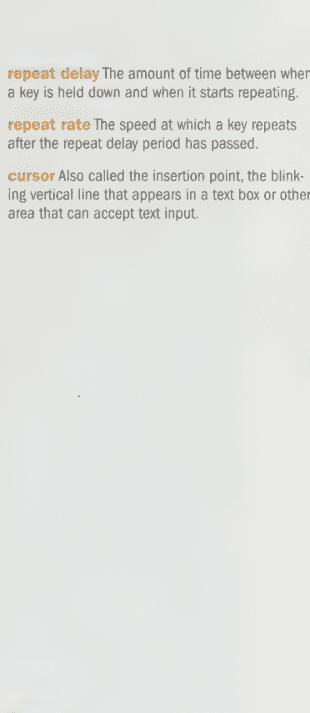 repeat delay The amount of time between when
a key is held down and when it starts repeating.
repeat rate The speed at which a key repeats
after the repeat delay period has passed.
cursor Also called the insertion point, the blink-
ing vertical line that appears in a text box or other
area that can accept text input.